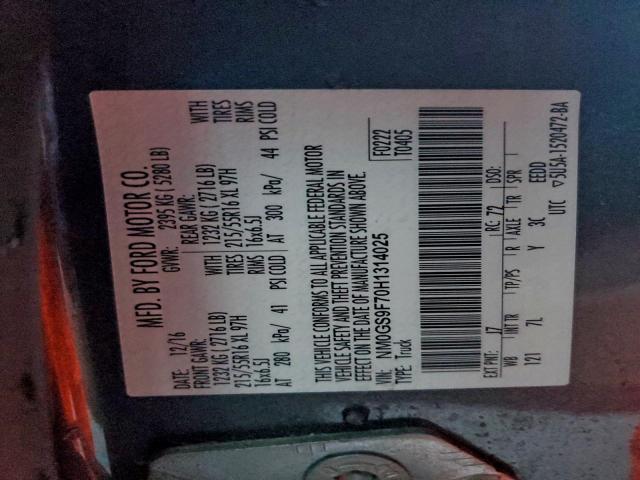 MFD. BY FORD MOTOR CO.
DATE: 12/16 GVWR: 2395 KG ( 5280 LB)
FRONT GAWR: REAR GAWR: WITH
1232 KG (2716 LB) 1232 KG (2716 LB) TIRES
215/55R16 XL 97H 215/55R16 XL 97H RIMS
16x6.5J 16x6.5J
AT 280 kPa/ 41 PSI COLD AT 300 kPa/ 44 PSI COLD
WITH
TIRES
RIMS
THIS VEHICLE CONFORMS TO ALL APPLICABLE FEDERAL MOTOR
VEHICLE SAFETY AND THEFT PREVENTION STANDARDS IN
EFFECT ON THE DATE OF MANUFACTURE SHOWN ABOVE.
VIN: NM0GS9F70H1314025 F0222
TYPE: Truck T0405
EXT PNT: J7 RC: 72 DSO:
WB INT TR TP/PS R AXLE TR SPR
121 7L Y 3C EEDD
UTC ▽5U5A-1520472-BA